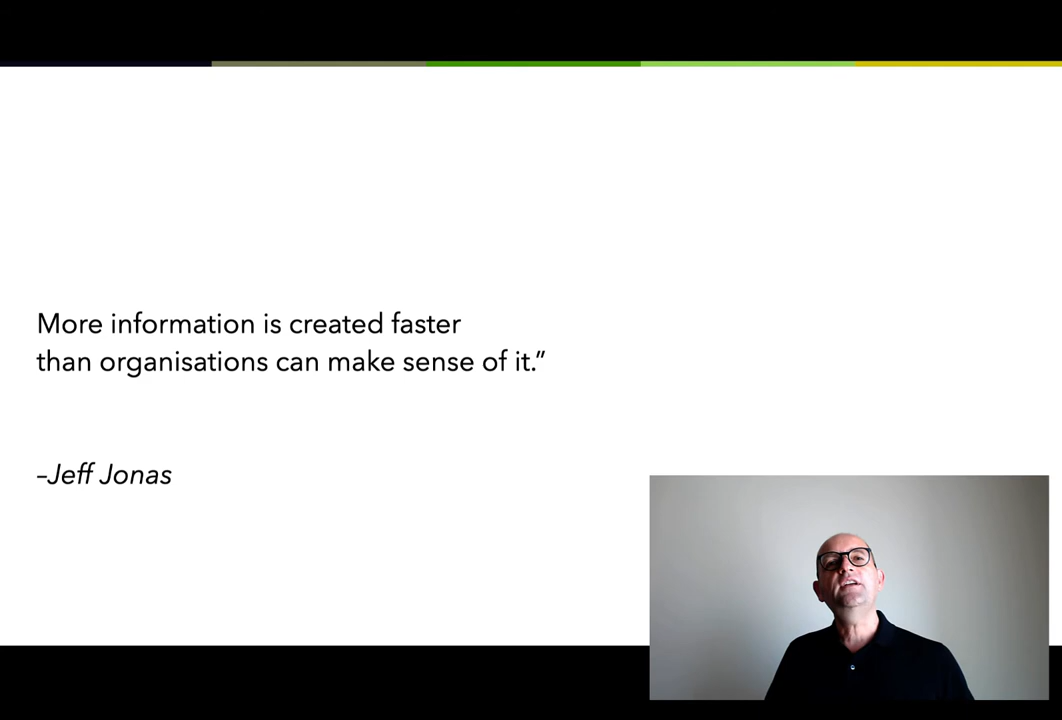 More information is created faster
than organisations can make sense of it.”
–Jeff Jonas